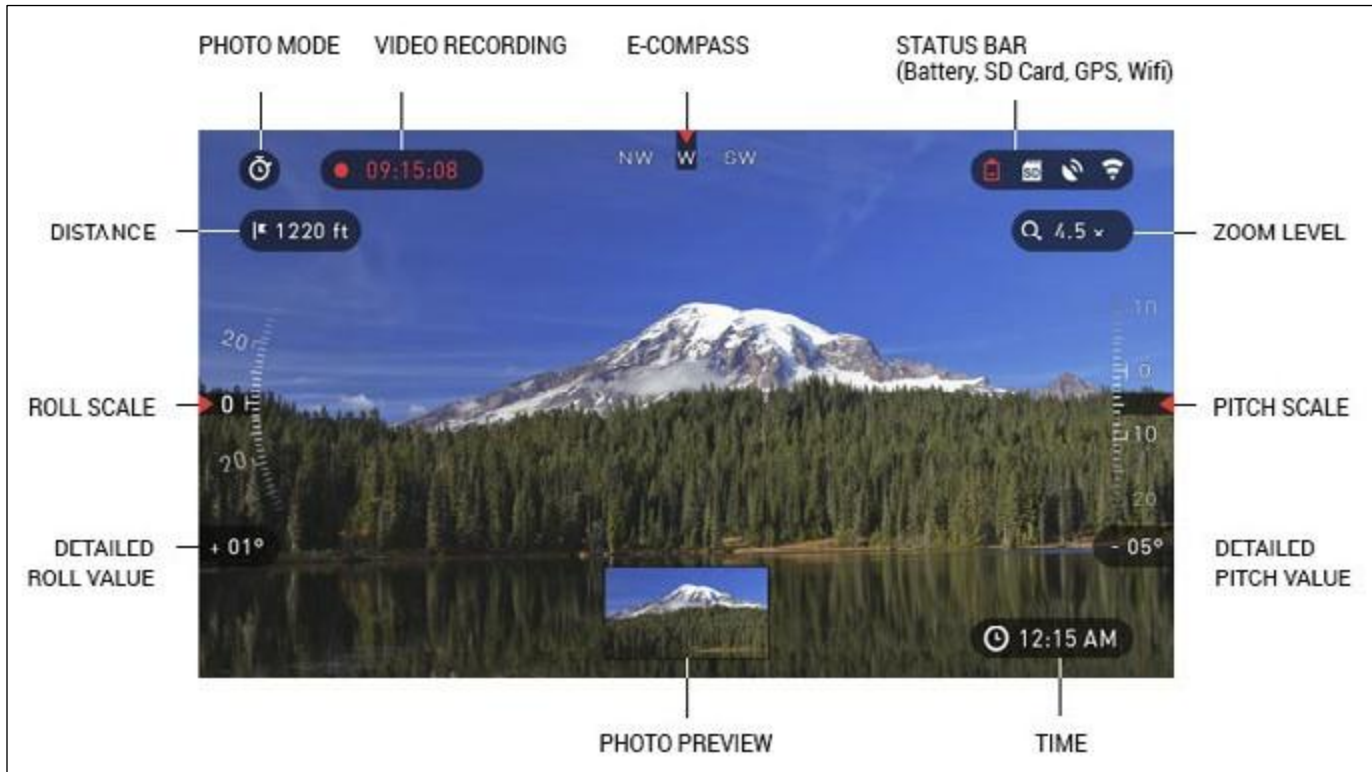 PHOTO MODE
VIDEO RECORDING
E-COMPASS
STATUS BAR
(Battery, SD Card, GPS, Wifi)
NW W SW
09:15:08
SD
DISTANCE
1220 ft
4.5 ×
ZOOM LEVEL
20
10
0
ROLL SCALE
0
PITCH SCALE
10
20
20
DETAILED
ROLL VALUE
+ 01°
- 05°
DETAILED
PITCH VALUE
12:15 AM
PHOTO PREVIEW
TIME